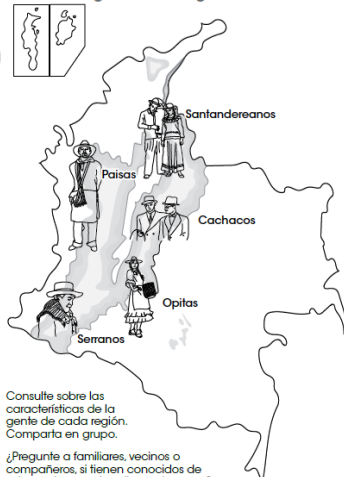 Santandereanos
Paisas
Cachacos
Opitas
Serranos
Consulte sobre las
características de la
gente de cada región.
Comparta en grupo.
¿Pregunte a familiares, vecinos o
compañeros, si tienen conocidos de